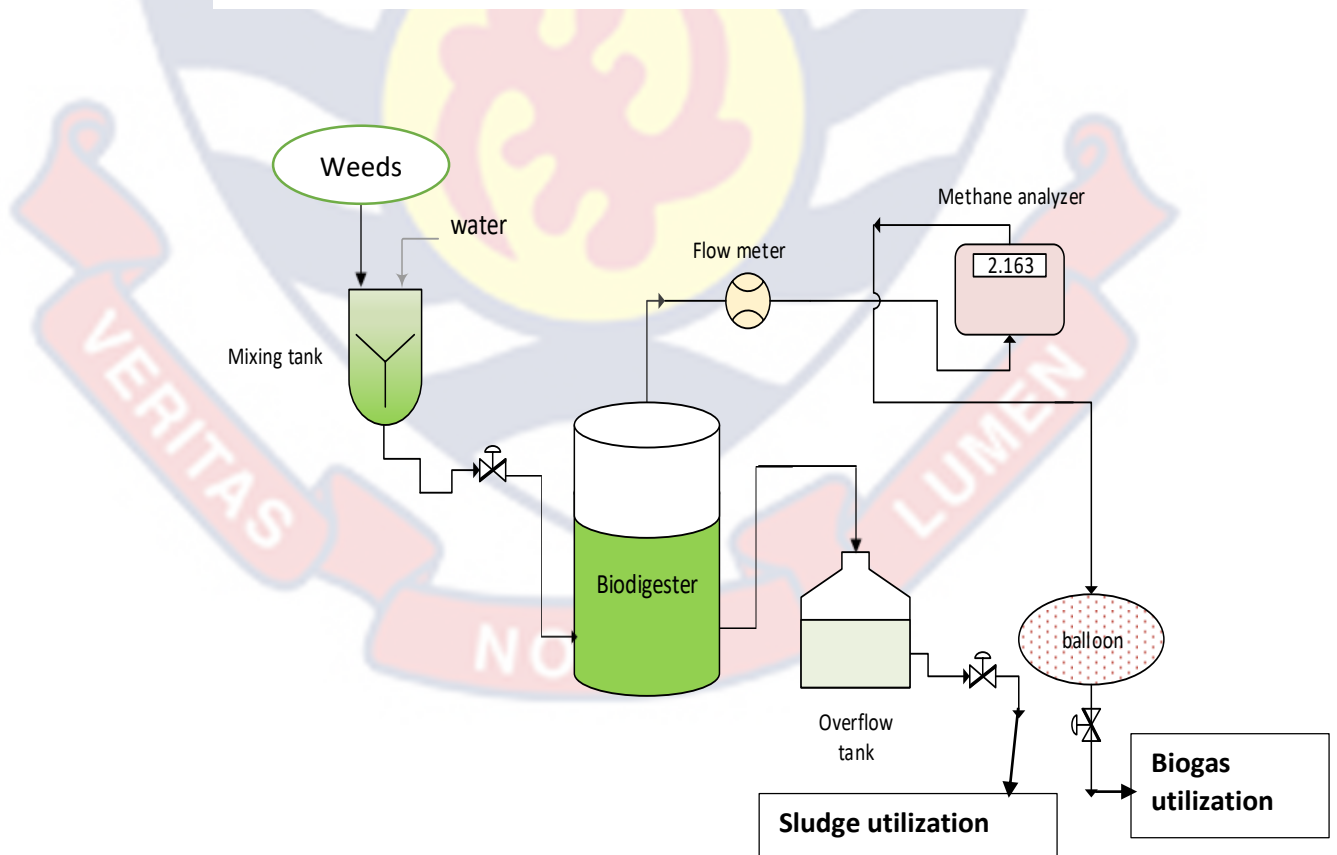 Weeds
water
Methane analyzer
2.163
Flow meter
Mixing tank
Biodigester
balloon
Overflow
tank
Biogas
utilization
Sludge utilization
VERITAS
LUMEN